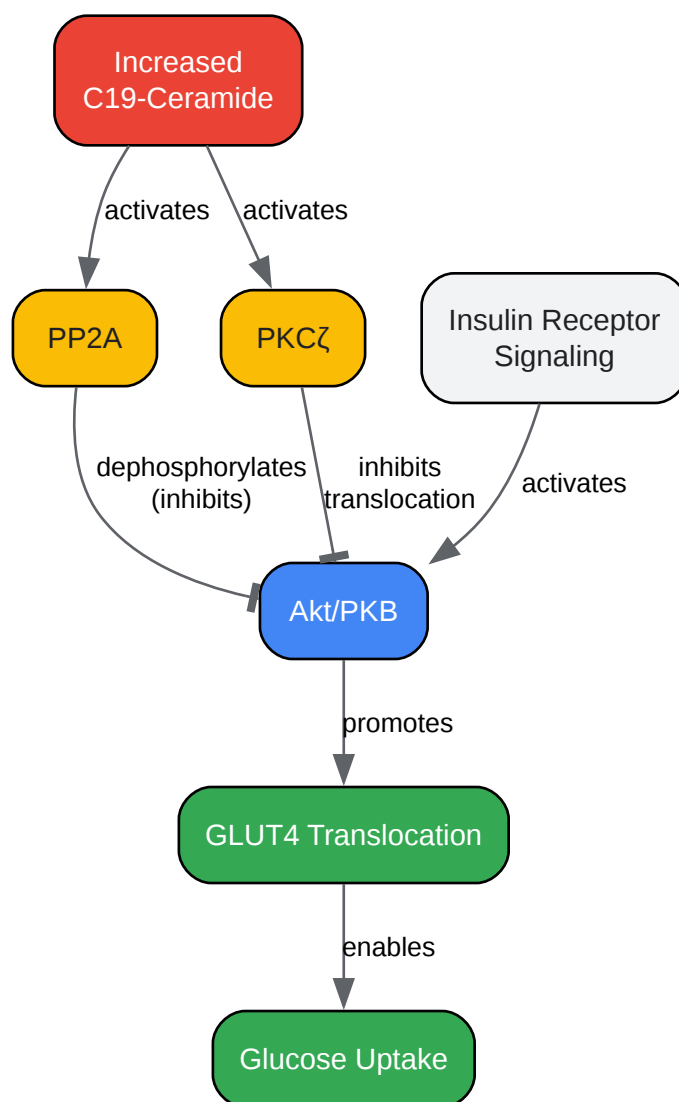 Increased
C19-Ceramide
activates
activates
PP2A
PKCζ
Insulin Receptor
Signaling
dephosphorylates
(inhibits)
inhibits
translocation
activates
Akt/PKB
promotes
GLUT4 Translocation
enables
Glucose Uptake